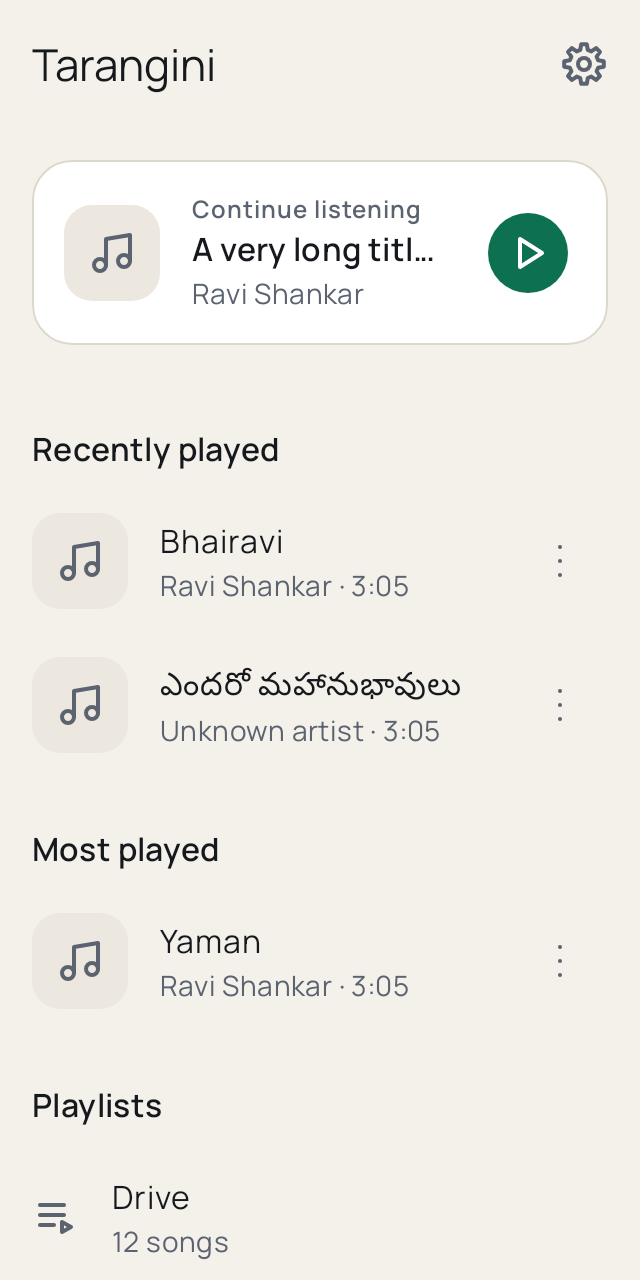 Tarangini
Continue listening
A very long titl...
Ravi Shankar
Recently played
Bhairavi
Ravi Shankar · 3:05
ఎందరో మహానుభావులు
Unknown artist · 3:05
Most played
Yaman
Ravi Shankar · 3:05
Playlists
Drive
12 songs